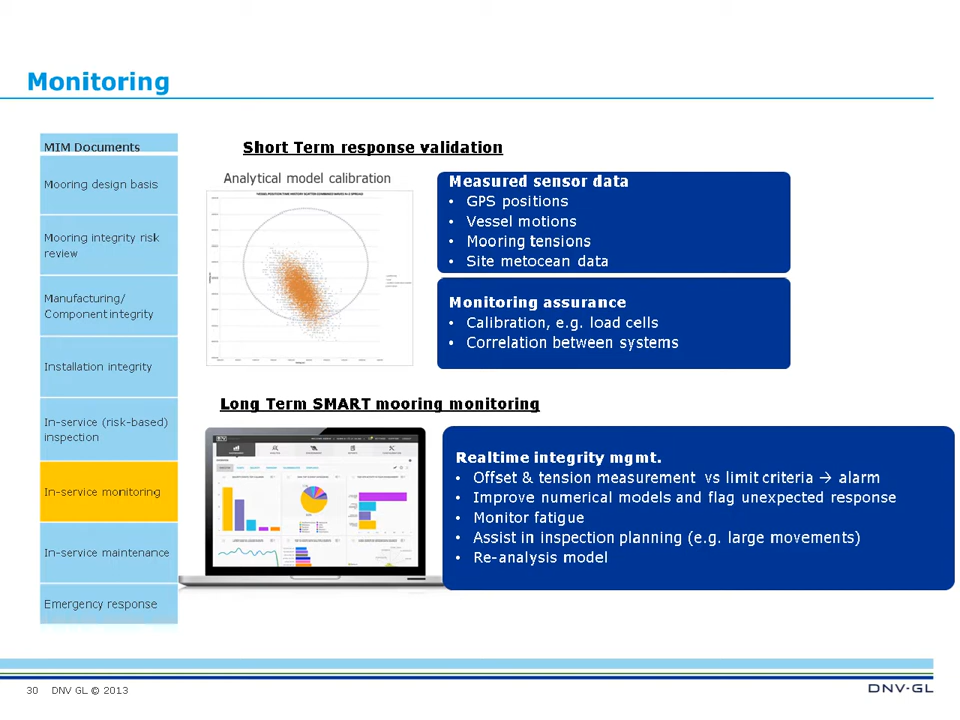 Monitoring
MIM Documents
Mooring design basis
Mooring integrity risk
review
Manufacturing/
Component integrity
Installation integrity
In-service (risk-based)
inspection
In-service monitoring
In-service maintenance
Emergency response
Short Term response validation
Analytical model calibration
Measured sensor data
• GPS positions
• Vessel motions
• Mooring tensions
• Site metocean data
Monitoring assurance
• Calibration, e.g. load cells
• Correlation between systems
Long Term SMART mooring monitoring
Realtime integrity mgmt.
• Offset & tension measurement vs limit criteria → alarm
• Improve numerical models and flag unexpected response
• Monitor fatigue
• Assist in inspection planning (e.g. large movements)
• Re-analysis model
30 DNV GL © 2013
DNV·GL